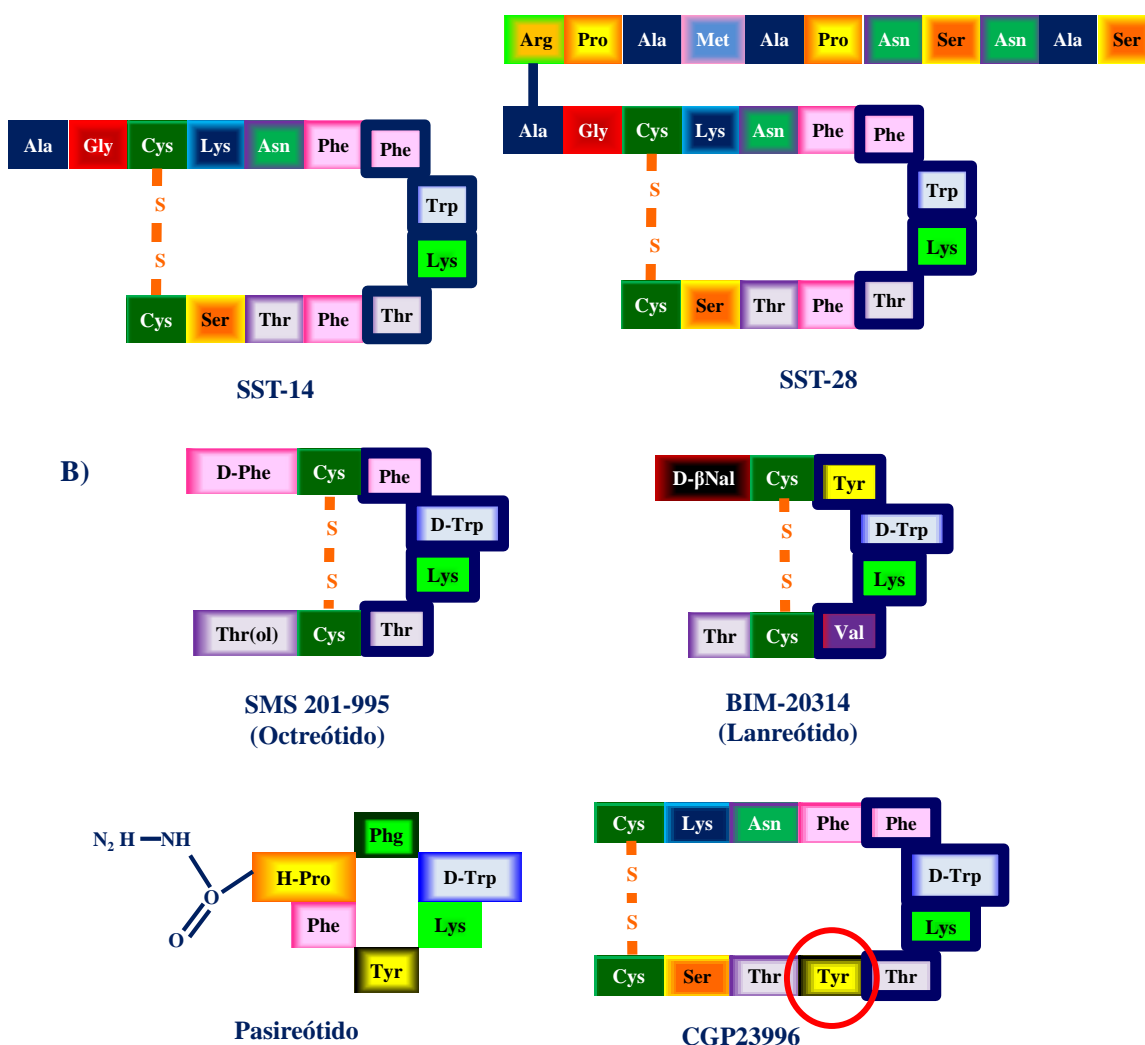 Arg Pro Ala Met Ala Pro Asn Ser Asn Ala Ser
Ala Gly Cys Lys Asn Phe Phe
Trp
Lys
S
S
Cys Ser Thr Phe Thr
SST-14
Ala Gly Cys Lys Asn Phe Phe
Trp
Lys
S
S
Cys Ser Thr Phe Thr
SST-28
B)
D-Phe Cys Phe
D-Trp
Lys
S
S
Thr(ol) Cys Thr
SMS 201-995
(Octreótido)
D-βNal Cys Tyr
D-Trp
Lys
S
S
Thr Cys Val
BIM-20314
(Lanreótido)
N₂ H NH
O
O
H-Pro
Phg
D-Trp
Phe
Lys
Tyr
Pasireótido
Cys Lys Asn Phe Phe
D-Trp
Lys
S
S
Cys Ser Thr Tyr Thr
CGP23996